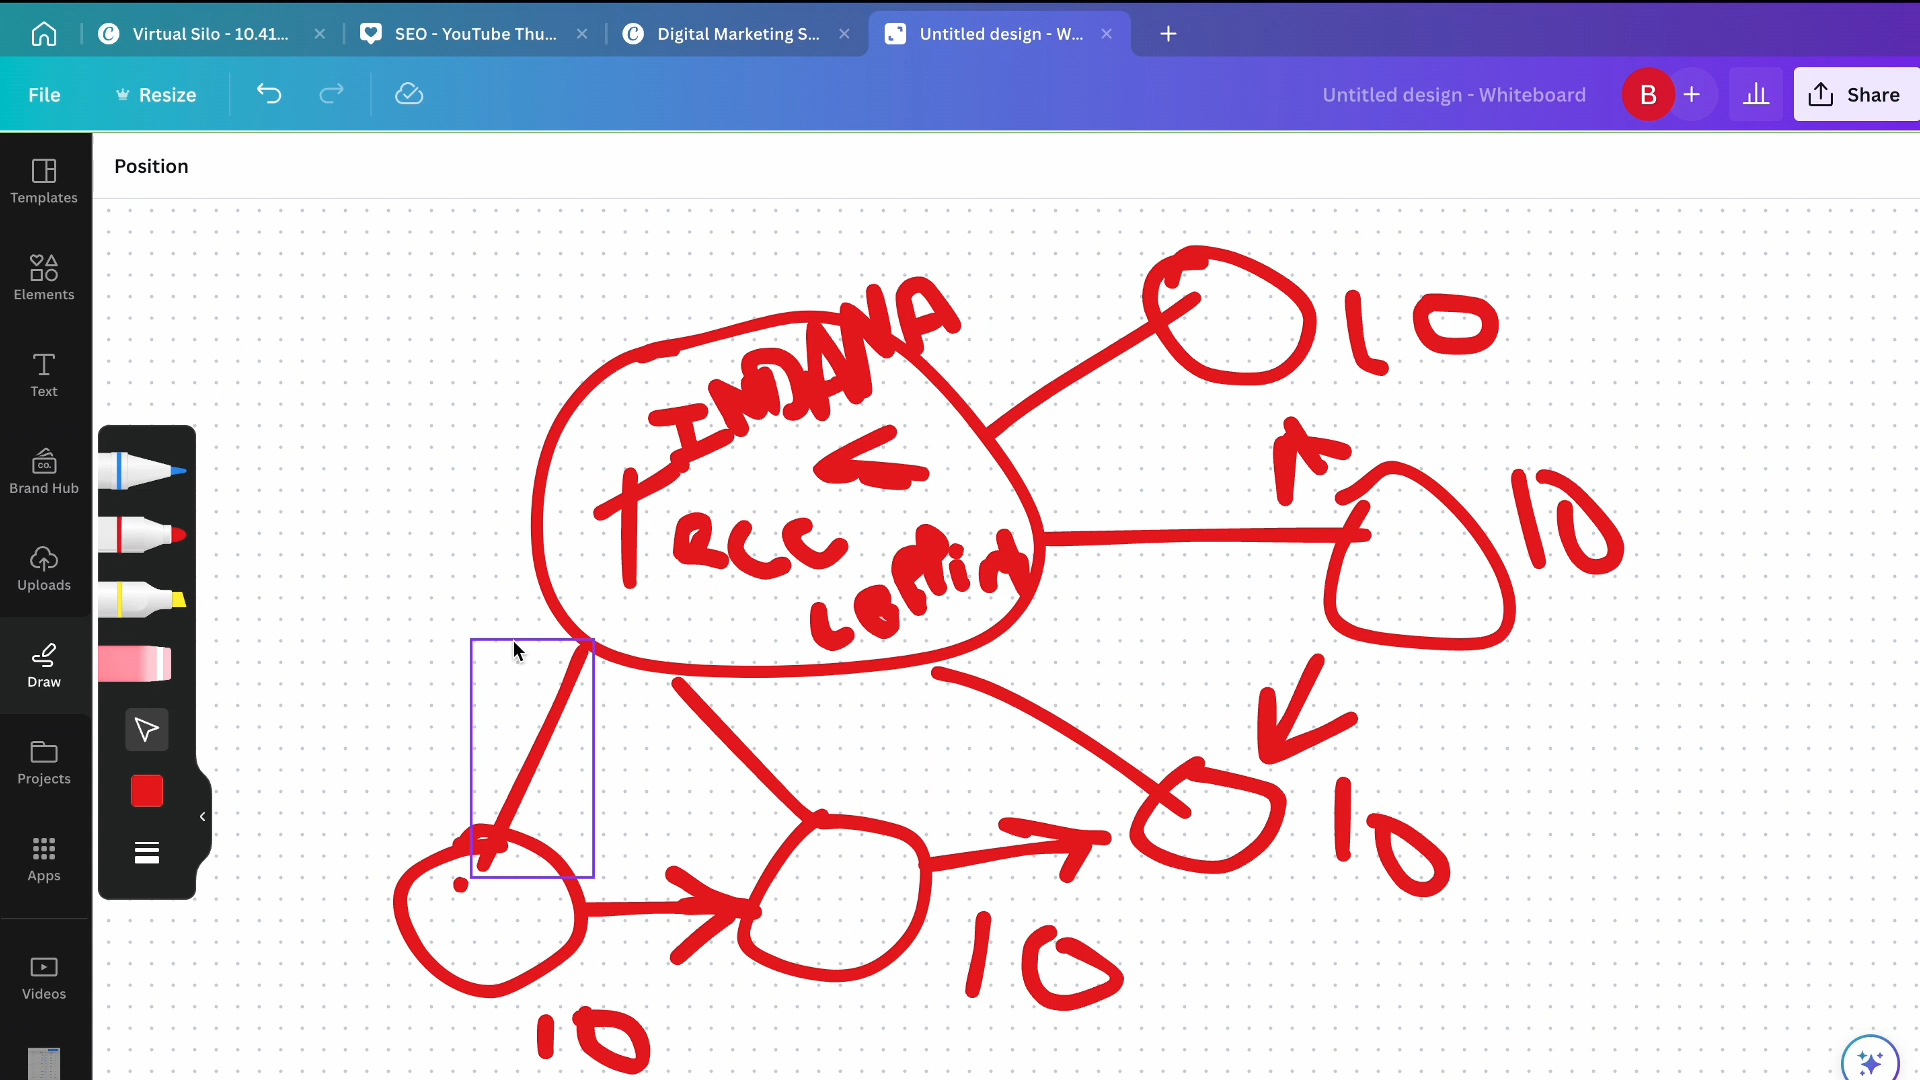 Virtual Silo - 10.41...
SEO - YouTube Thu...
Digital Marketing S...
Untitled design - W...
File
Resize
Untitled design - Whiteboard
B
Share
Position
Templates
Elements
Text
CO.
Brand Hub
Uploads
Draw
Projects
Apps
Videos
10
10
10
10
10